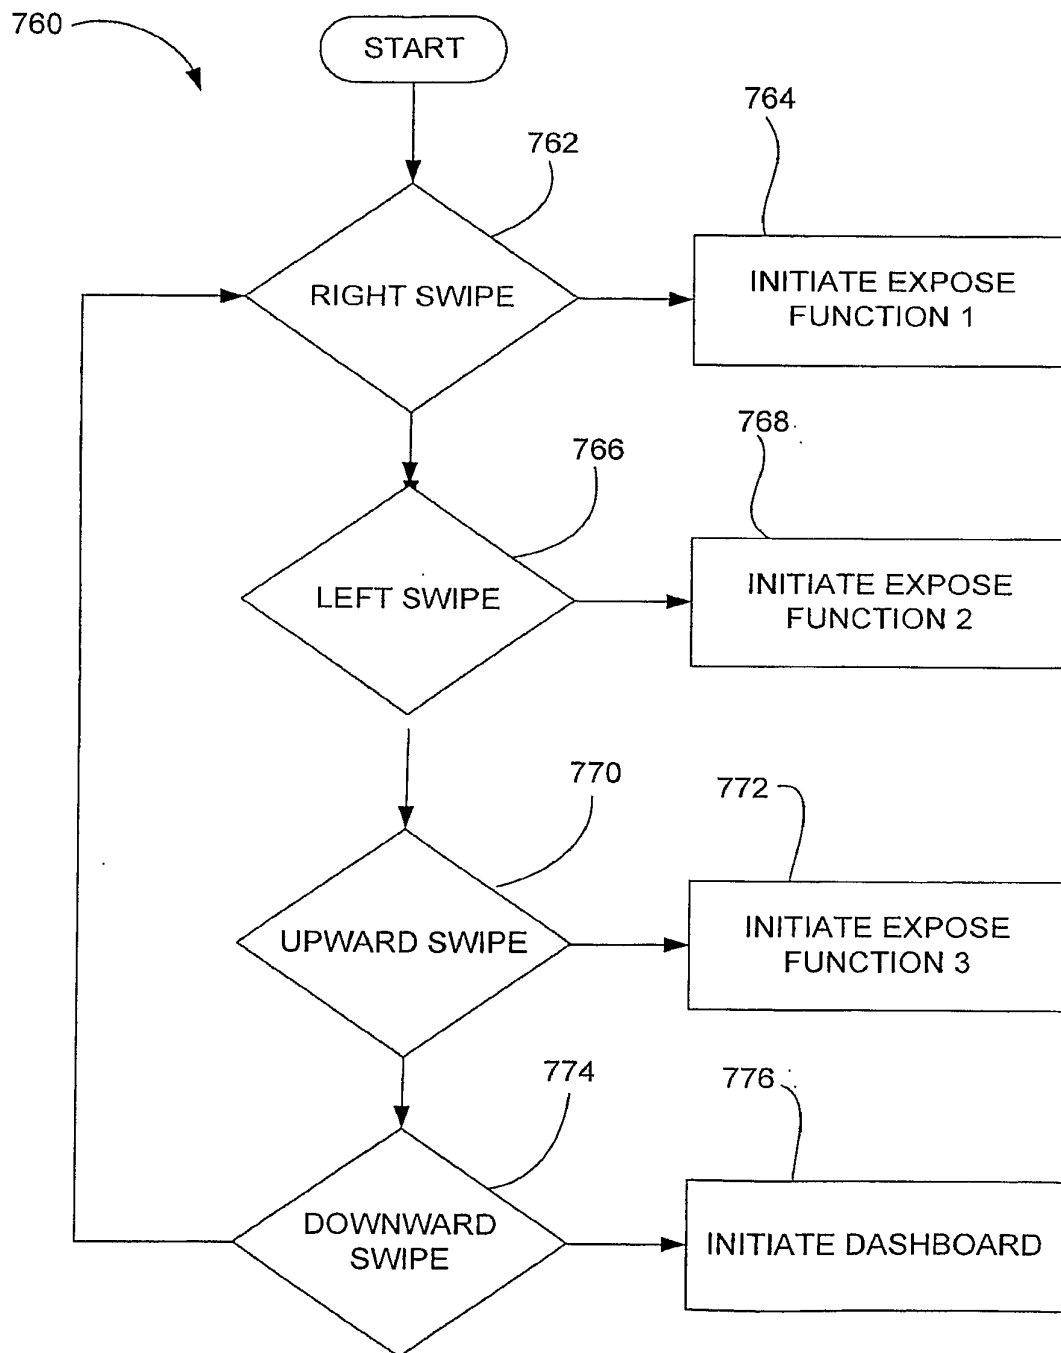 760
START
762
764
RIGHT SWIPE
INITIATE EXPOSE
FUNCTION 1
766
768
LEFT SWIPE
INITIATE EXPOSE
FUNCTION 2
770
772
UPWARD SWIPE
INITIATE EXPOSE
FUNCTION 3
774
776
DOWNWARD
SWIPE
INITIATE DASHBOARD